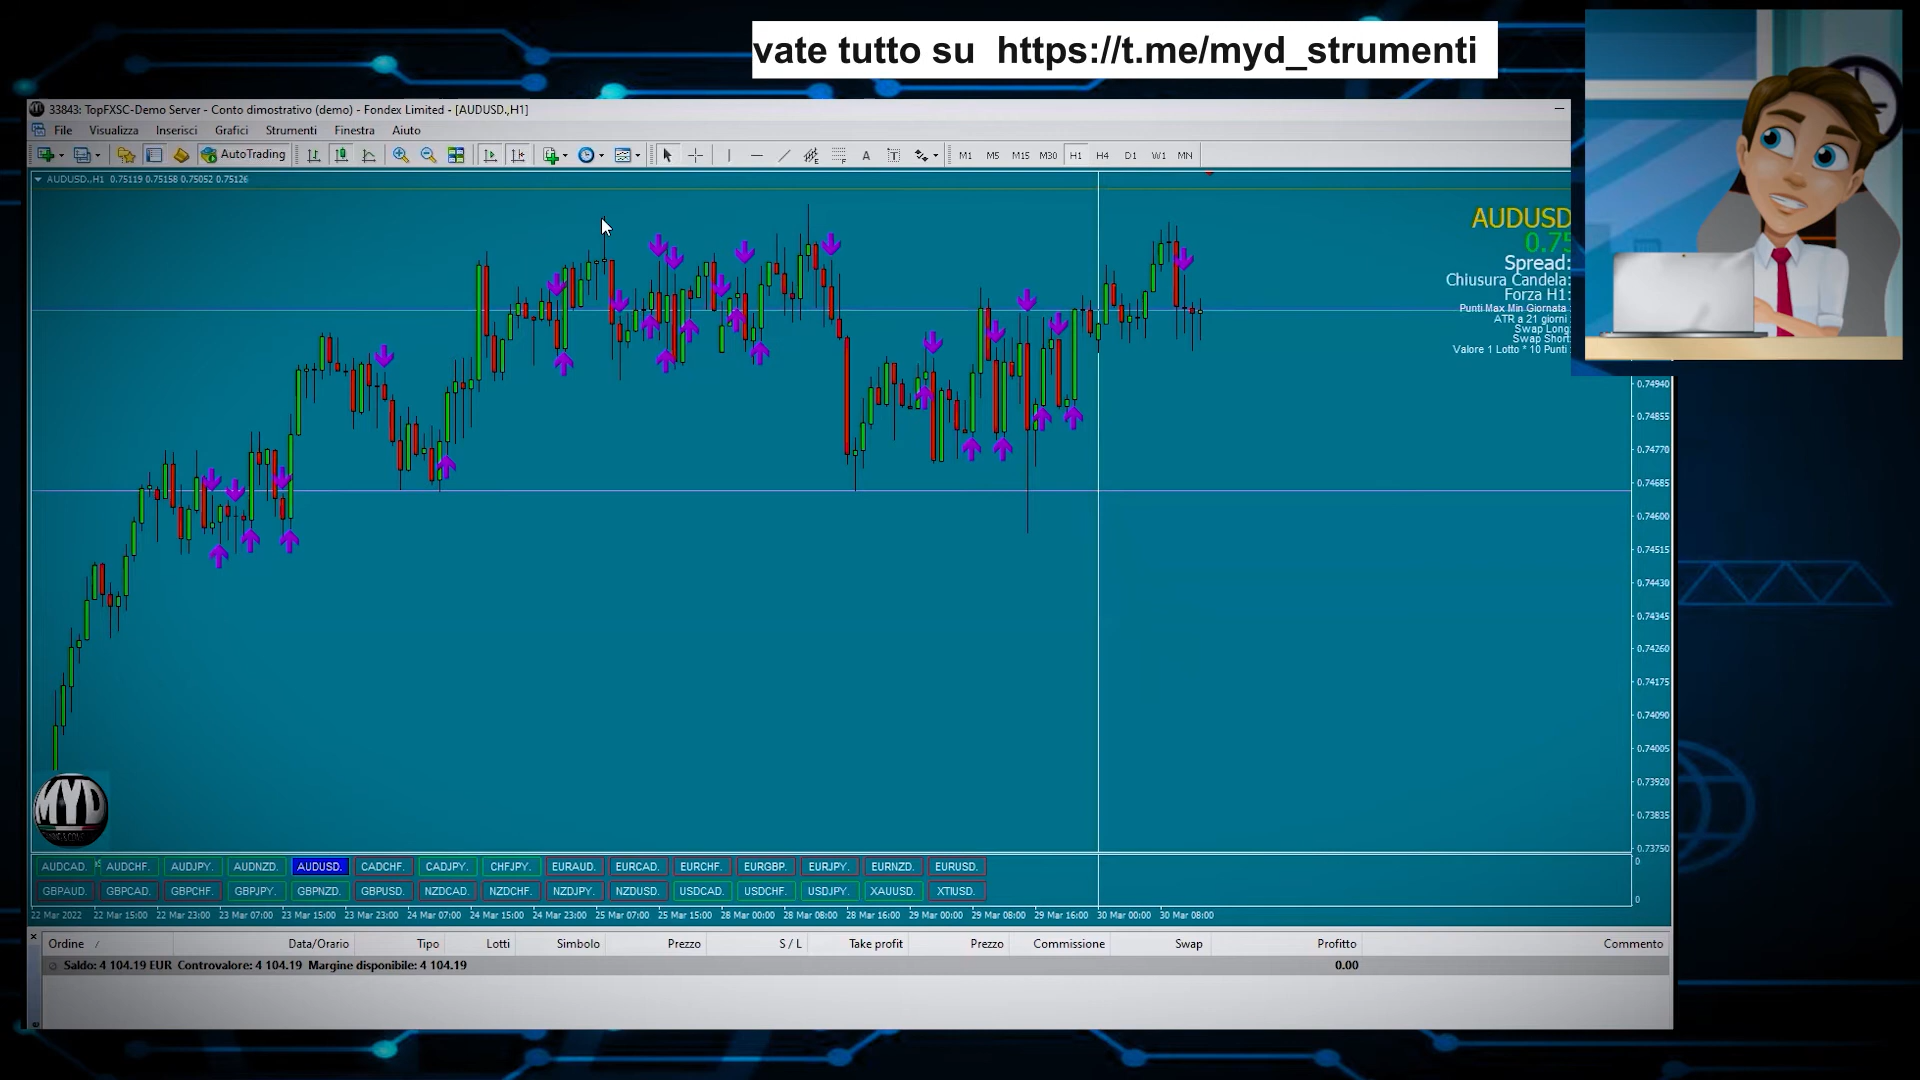 vate tutto su https://t.me/myd_strumenti
33843: TopFXSC-Demo Server - Conto dimostrativo (demo) - Fondex Limited - [AUDUSD.,H1]
File Visualizza Inserisci Grafici Strumenti Finestra Aiuto
AutoTrading A T M1 M5 M15 M30 H1 H4 D1 W1 MN
AUDUSD.,H1 0.75119 0.75158 0.75052 0.75126
AUDUSD
0.75
Spread:
Chiusura Candela:
Forza H1:
Punti Max Min Giornata :
ATR a 21 giorni :
Swap Long:
Swap Short:
Valore 1 Lotto * 10 Punti :
0.74940
0.74855
0.74770
0.74685
0.74600
0.74515
0.74430
0.74345
0.74260
0.74175
0.74090
0.74005
0.73920
0.73835
0.73750
MYD
0
AUDCAD. AUDCHF. AUDJPY. AUDNZD. AUDUSD. CADCHF. CADJPY. CHFJPY. EURAUD. EURCAD. EURCHF. EURGBP. EURJPY. EURNZD. EURUSD.
GBPAUD. GBPCAD. GBPCHF. GBPJPY. GBPNZD. GBPUSD. NZDCAD. NZDCHF. NZDJPY. NZDUSD. USDCAD. USDCHF. USDJPY. XAUUSD. XTIUSD.
0
22 Mar 2022 22 Mar 15:00 22 Mar 23:00 23 Mar 07:00 23 Mar 15:00 23 Mar 23:00 24 Mar 07:00 24 Mar 15:00 24 Mar 23:00 25 Mar 07:00 25 Mar 15:00 28 Mar 00:00 28 Mar 08:00 28 Mar 16:00 29 Mar 00:00 29 Mar 08:00 29 Mar 16:00 30 Mar 00:00 30 Mar 08:00
Ordine / Data/Orario Tipo Lotti Simbolo Prezzo S / L Take profit Prezzo Commissione Swap Profitto Commento
Saldo: 4 104.19 EUR Controvalore: 4 104.19 Margine disponibile: 4 104.19 0.00